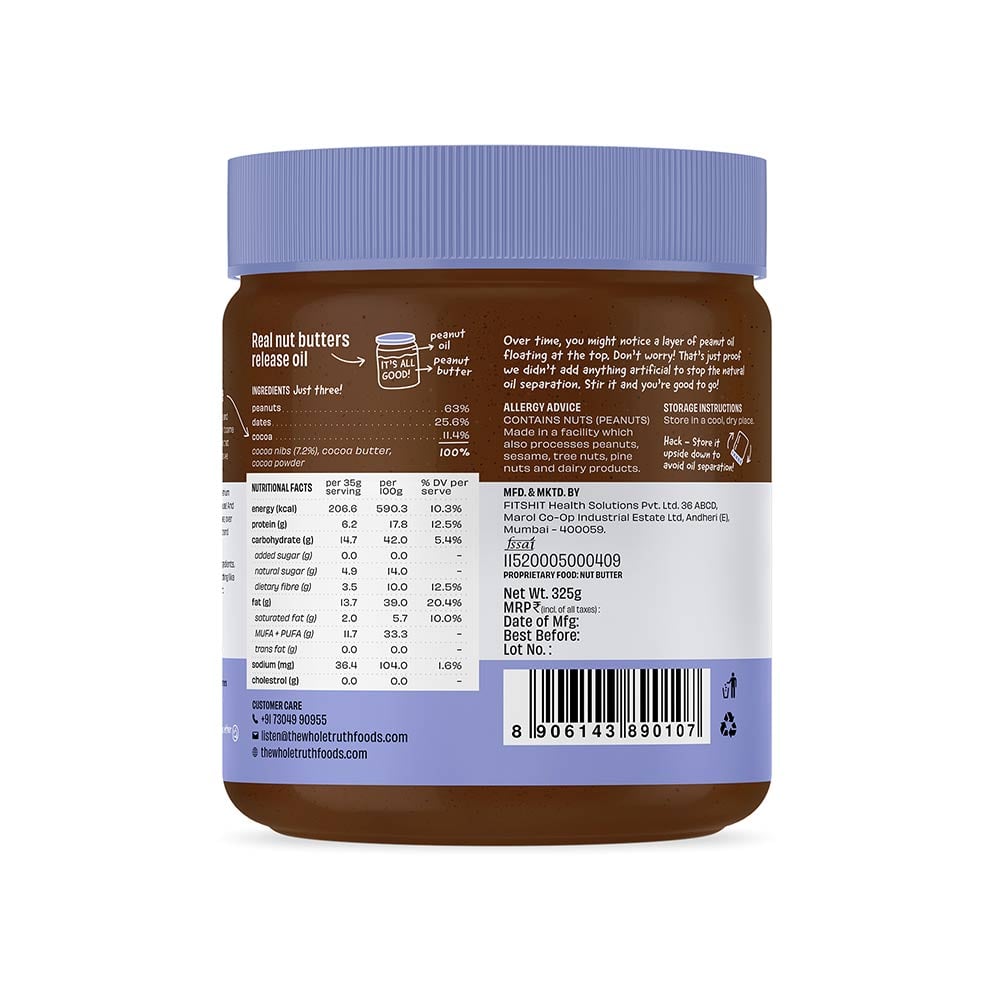 Real nut butters
release oil
IT'S ALL
GOOD!
peanut
oil
peanut
butter
INGREDIENTS Just three!
peanuts 63%
dates 25.6%
cocoa 11.4%
cocoa nibs (7.2%), cocoa butter, 100%
cocoa powder
NUTRITIONAL FACTS per 35g serving per 100g % DV per serve
energy (kcal) 206.6 590.3 10.3%
protein (g) 6.2 17.8 12.5%
carbohydrate (g) 14.7 42.0 5.4%
added sugar (g) 0.0 0.0 -
natural sugar (g) 4.9 14.0 -
dietary fibre (g) 3.5 10.0 12.5%
fat (g) 13.7 39.0 20.4%
saturated fat (g) 2.0 5.7 10.0%
MUFA + PUFA (g) 11.7 33.3 -
trans fat (g) 0.0 0.0 -
sodium (mg) 36.4 104.0 1.6%
cholestrol (g) 0.0 0.0 -
CUSTOMER CARE
+91 73049 90955
listen@thewholetruthfoods.com
thewholetruthfoods.com
Over time, you might notice a layer of peanut oil
floating at the top. Don't worry! That's just proof
we didn't add anything artificial to stop the natural
oil separation. Stir it and you're good to go!
ALLERGY ADVICE
CONTAINS NUTS (PEANUTS)
Made in a facility which
also processes peanuts,
sesame, tree nuts, pine
nuts and dairy products.
STORAGE INSTRUCTIONS
Store in a cool, dry place.
Hack - Store it
upside down to
avoid oil separation!
MFD. & MKTD. BY
FITSHIT Health Solutions Pvt. Ltd. 36 ABCD,
Marol Co-Op Industrial Estate Ltd, Andheri (E),
Mumbai - 400059.
fssai
11520005000409
PROPRIETARY FOOD: NUT BUTTER
Net Wt. 325g
MRP ₹ (incl. of all taxes) :
Date of Mfg:
Best Before:
Lot No. :
8 906143 890107